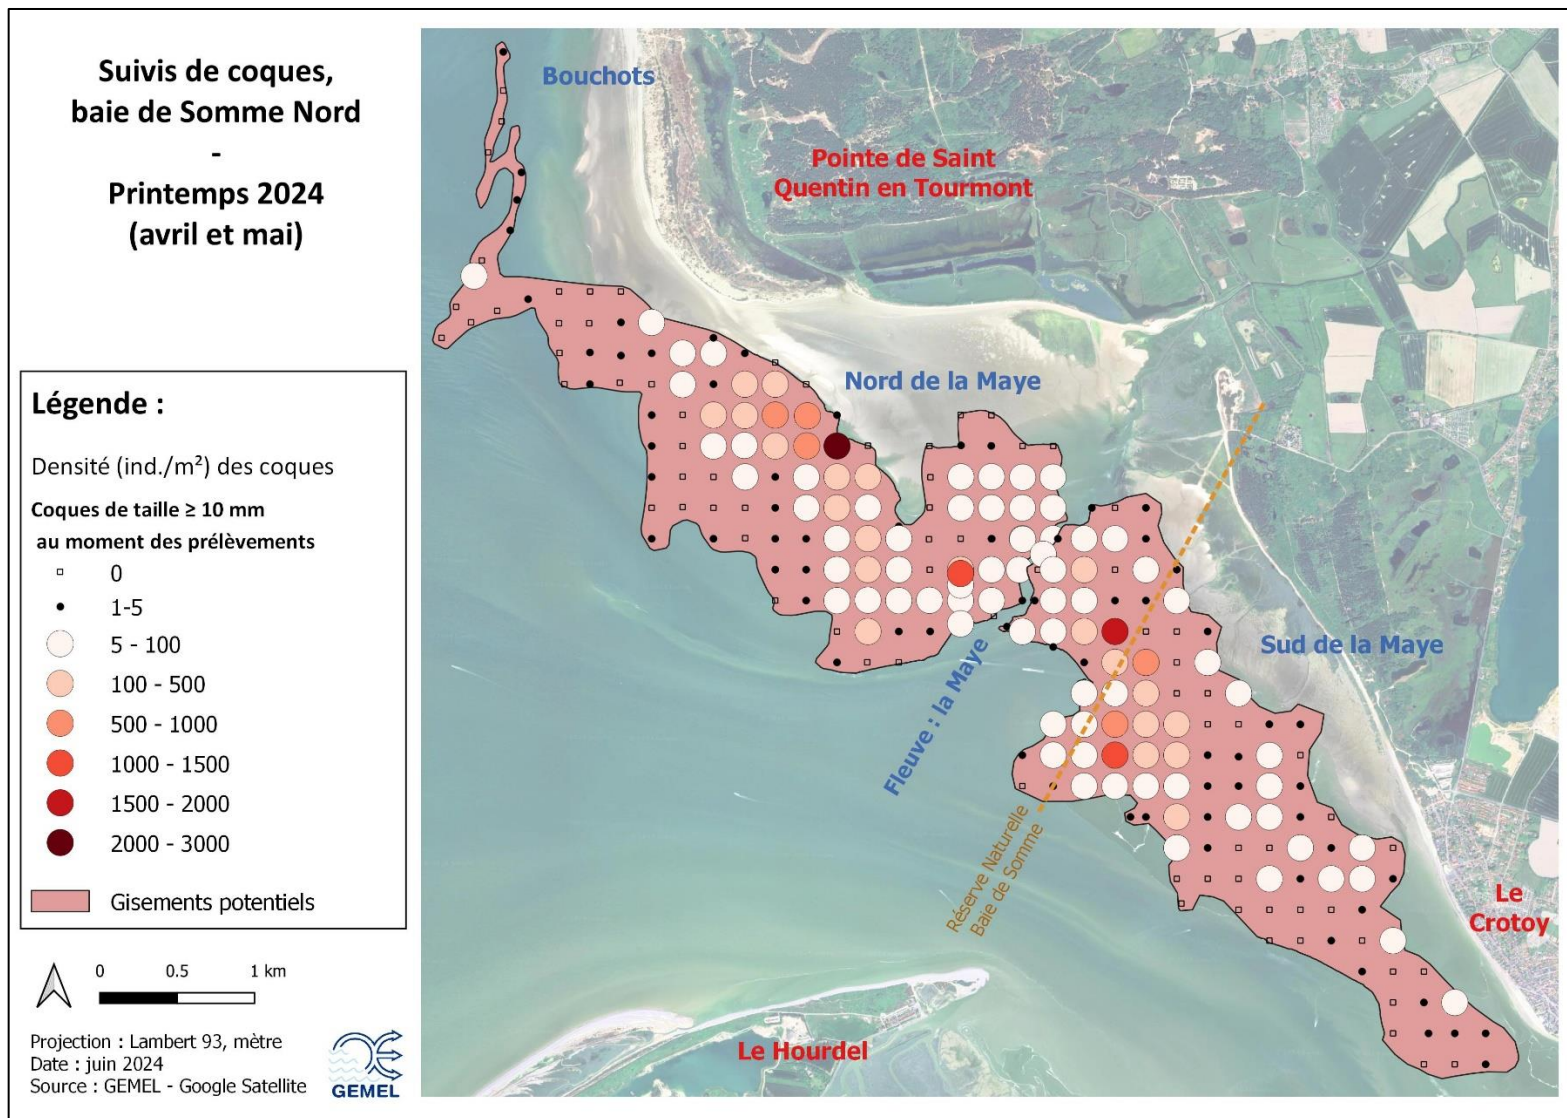 Suivis de coques,
baie de Somme Nord
-
Printemps 2024
(avril et mai)
Légende :
Densité (ind./m²) des coques
Coques de taille ≥ 10 mm
au moment des prélèvements
0
1-5
5 - 100
100 - 500
500 - 1000
1000 - 1500
1500 - 2000
2000 - 3000
Gisements potentiels
0 0.5 1 km
Projection : Lambert 93, mètre
Date : juin 2024
Source : GEMEL - Google Satellite
GEMEL
Bouchots
Pointe de Saint
Quentin en Tourmont
Nord de la Maye
Sud de la Maye
Fleuve : la Maye
Réserve Naturelle
Baie de Somme
Le
Crotoy
Le Hourdel